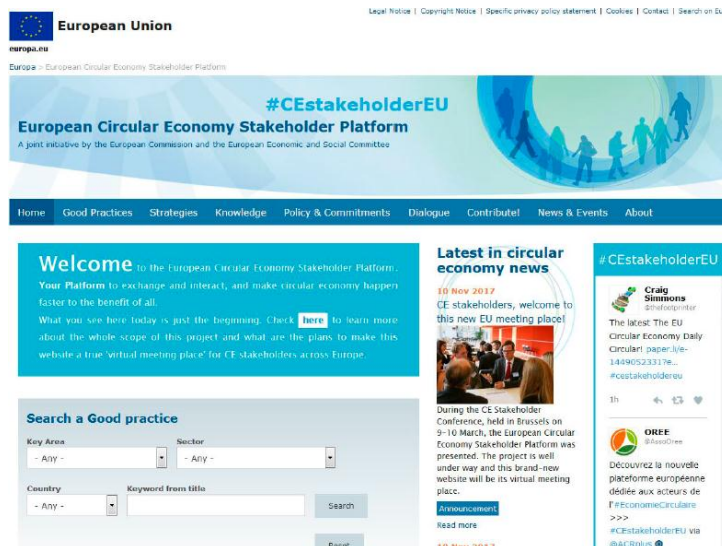 Legal Notice | Copyright Notice | Specific privacy policy statement | Cookies | Contact | Search on Eu
European Union
europa.eu
Europa > European Circular Economy Stakeholder Platform
#CEstakeholderEU
European Circular Economy Stakeholder Platform
A joint initiative by the European Commission and the European Economic and Social Committee
Home Good Practices Strategies Knowledge Policy & Commitments Dialogue Contribute! News & Events About
Welcome to the European Circular Economy Stakeholder Platform.
Your Platform to exchange and interact, and make circular economy happen
faster to the benefit of all.
What you see here today is just the beginning. Check here to learn more
about the whole scope of this project and what are the plans to make this
website a true 'virtual meeting place' for CE stakeholders across Europe.
Search a Good practice
Key Area Sector
- Any - - Any -
Country Keyword from title
- Any - Search
Reset
Latest in circular
economy news
10 Nov 2017
CE stakeholders, welcome to
this new EU meeting place!
During the CE Stakeholder
Conference, held in Brussels on
9-10 March, the European Circular
Economy Stakeholder Platform was
presented. The project is well
under way and this brand-new
website will be its virtual meeting
place.
Announcement
Read more
10 Nov 2017
#CEstakeholderEU
Craig
Simmons
@thefootprinter
The latest The EU
Circular Economy Daily
Circular! paper.li/e-
1449052331?e...
#cestakeholdereu
1h
OREE
@AssoOree
Découvrez la nouvelle
plateforme européenne
dédiée aux acteurs de
l'#EconomieCirculaire
>>>
#CEstakeholderEU via
@ACRplus